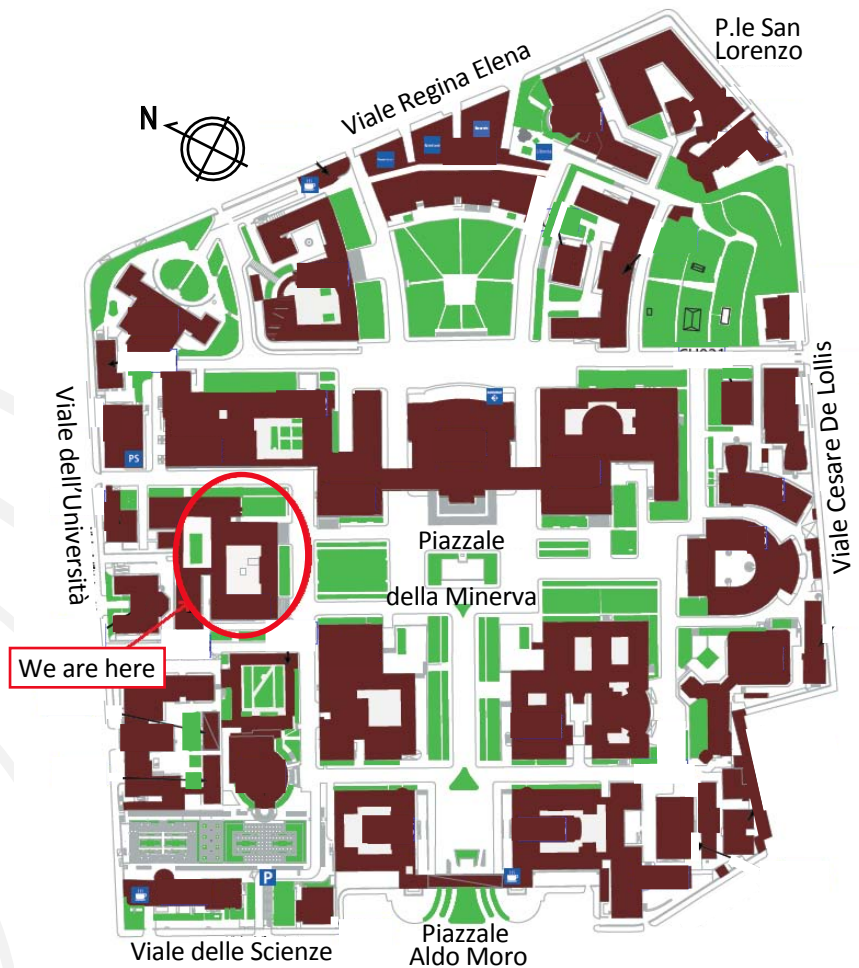 P.le San
Lorenzo
Viale Regina Elena
N
Viale dell'Università
PS
Viale Cesare De Lollis
Piazzale
della Minerva
We are here
P
Viale delle Scienze
Piazzale
Aldo Moro